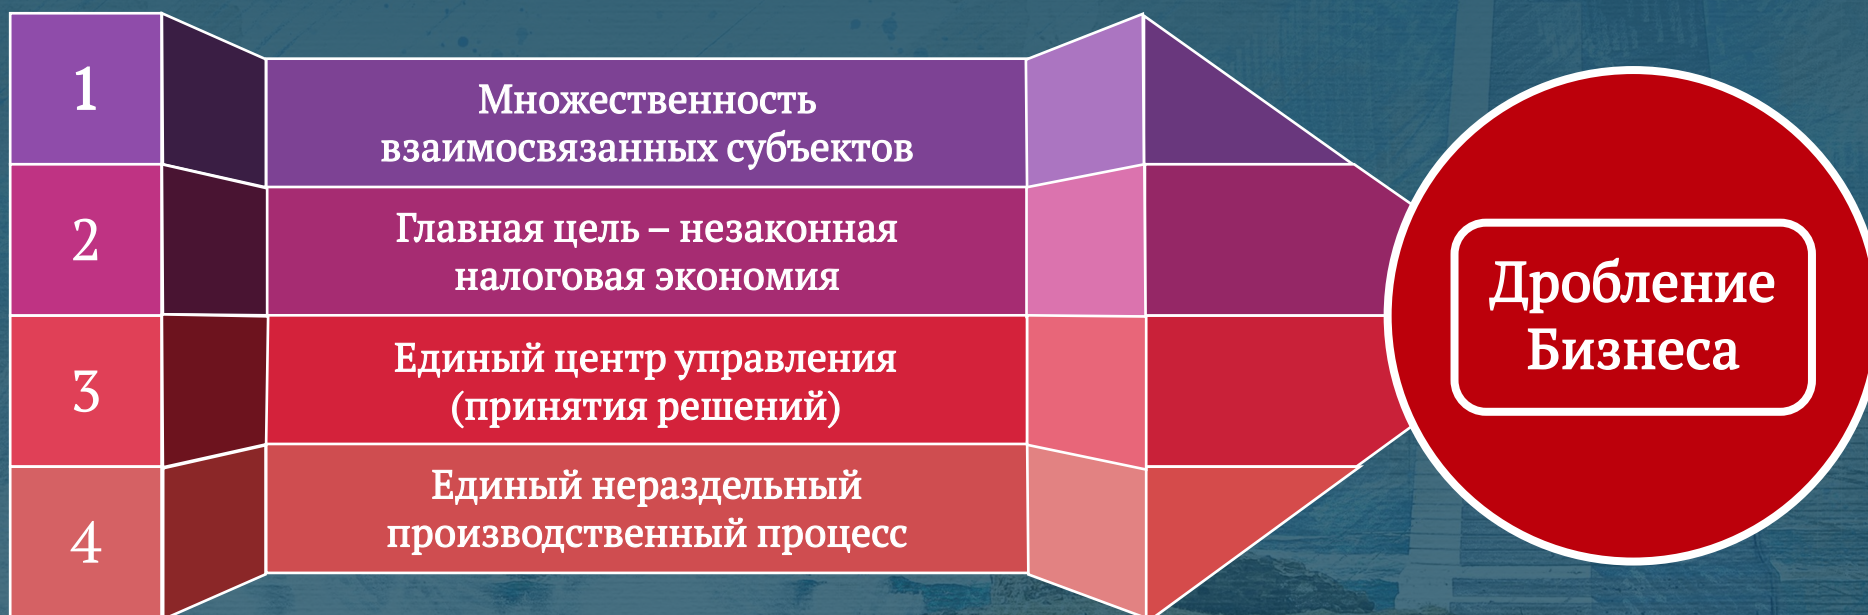 1
Множественность
взаимосвязанных субъектов
2
Главная цель – незаконная
налоговая экономия
3
Единый центр управления
(принятия решений)
4
Единый нераздельный
производственный процесс
Дробление
Бизнеса